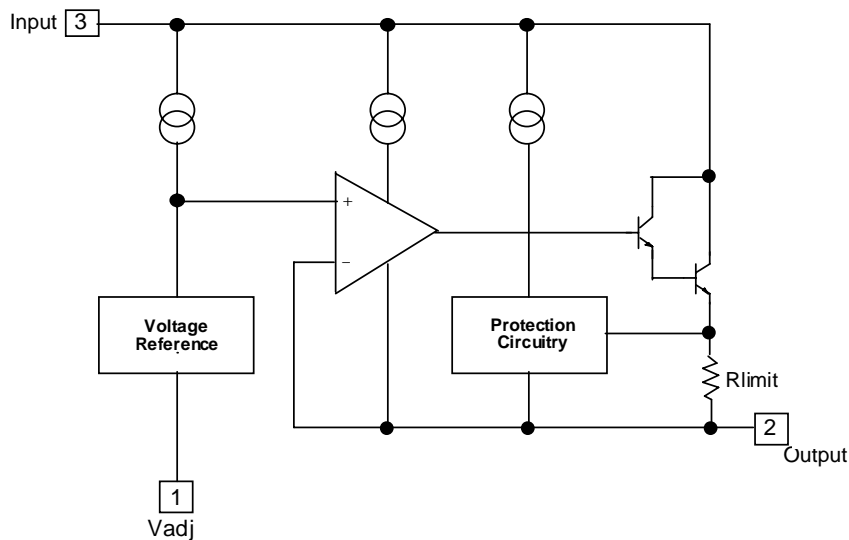 Input 3
+
−
Voltage
Reference
Protection
Circuitry
Rlimit
2
Output
1
Vadj